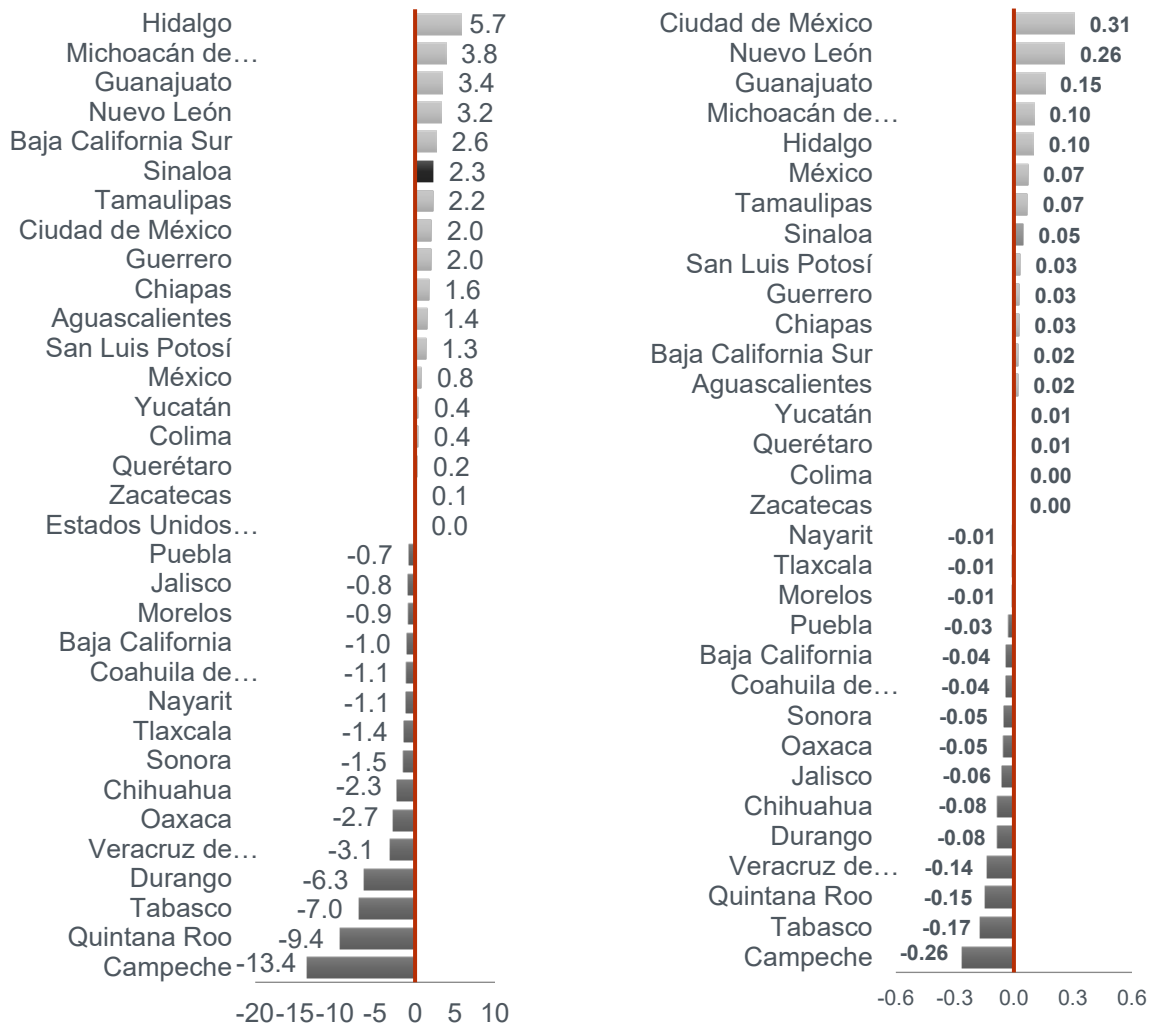 Hidalgo 5.7
Michoacán de… 3.8
Guanajuato 3.4
Nuevo León 3.2
Baja California Sur 2.6
Sinaloa 2.3
Tamaulipas 2.2
Ciudad de México 2.0
Guerrero 2.0
Chiapas 1.6
Aguascalientes 1.4
San Luis Potosí 1.3
México 0.8
Yucatán 0.4
Colima 0.4
Querétaro 0.2
Zacatecas 0.1
Estados Unidos… 0.0
Puebla -0.7
Jalisco -0.8
Morelos -0.9
Baja California -1.0
Coahuila de… -1.1
Nayarit -1.1
Tlaxcala -1.4
Sonora -1.5
Chihuahua -2.3
Oaxaca -2.7
Veracruz de… -3.1
Durango -6.3
Tabasco -7.0
Quintana Roo -9.4
Campeche -13.4
-20 -15 -10 -5 0 5 10
Ciudad de México 0.31
Nuevo León 0.26
Guanajuato 0.15
Michoacán de… 0.10
Hidalgo 0.10
México 0.07
Tamaulipas 0.07
Sinaloa 0.05
San Luis Potosí 0.03
Guerrero 0.03
Chiapas 0.03
Baja California Sur 0.02
Aguascalientes 0.02
Yucatán 0.01
Querétaro 0.01
Colima 0.00
Zacatecas 0.00
Nayarit -0.01
Tlaxcala -0.01
Morelos -0.01
Puebla -0.03
Baja California -0.04
Coahuila de… -0.04
Sonora -0.05
Oaxaca -0.05
Jalisco -0.06
Chihuahua -0.08
Durango -0.08
Veracruz de… -0.14
Quintana Roo -0.15
Tabasco -0.17
Campeche -0.26
-0.6 -0.3 0.0 0.3 0.6